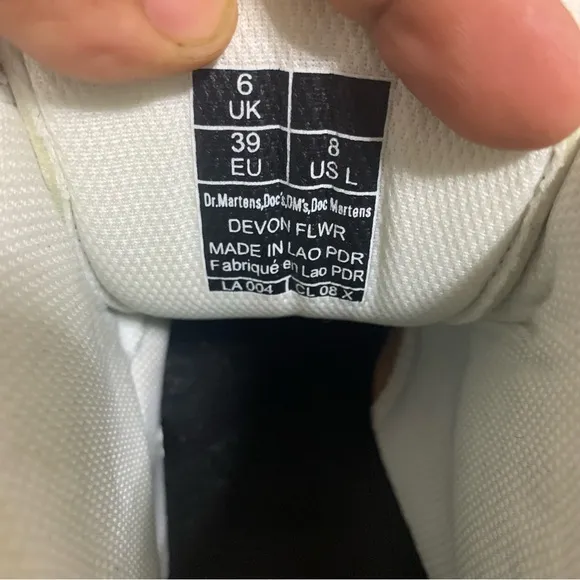 6
UK
39 8
EU US L
Dr.Martens,Doc's,DM's,Doc Martens
DEVON FLWR
MADE IN LAO PDR
Fabriqué en Lao PDR
LA 004 CL 08 X